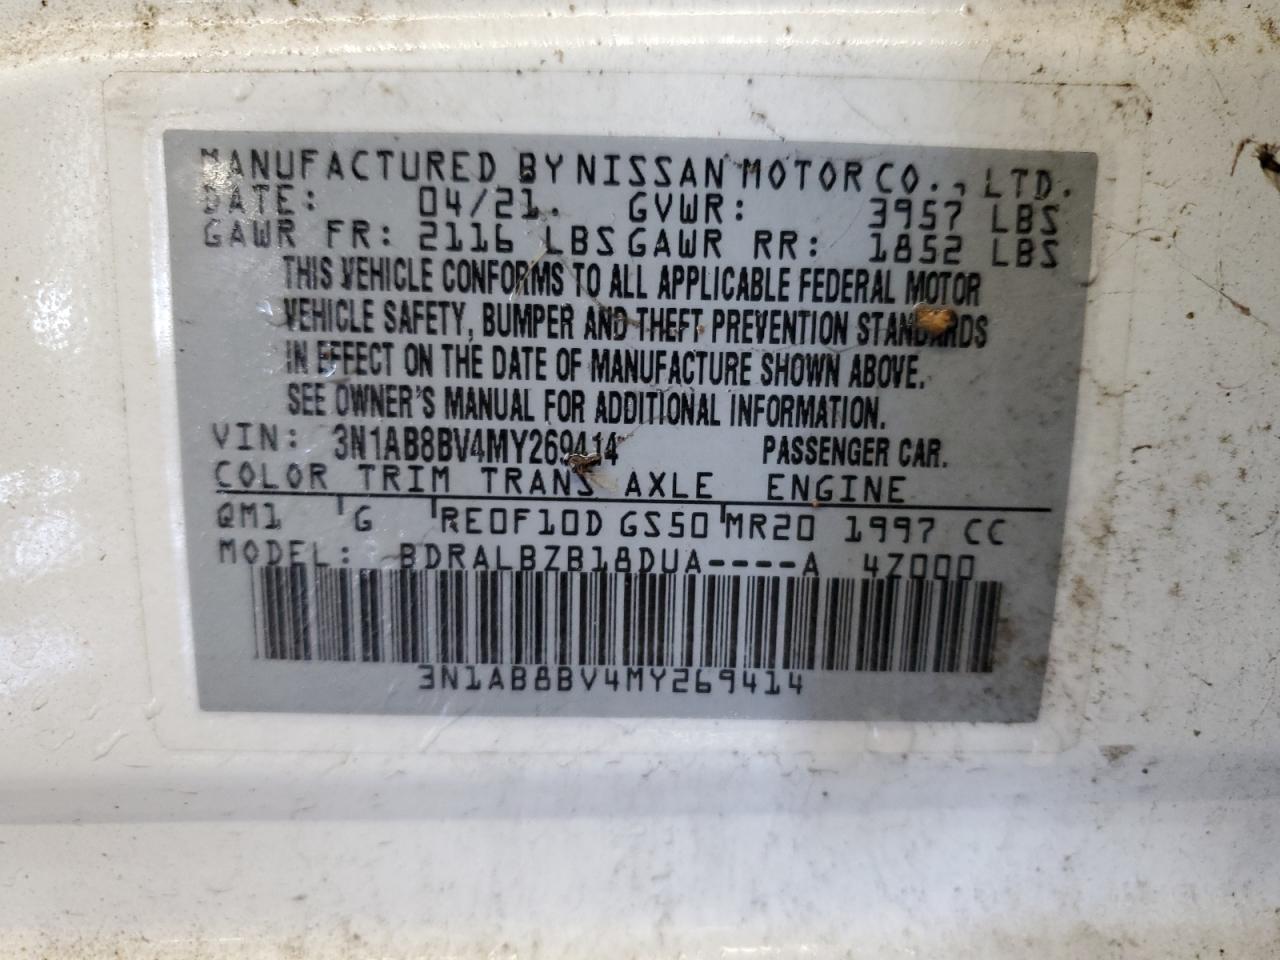 MANUFACTURED BY NISSAN MOTOR CO., LTD.
DATE: 04/21. GVWR: 3957 LBS
GAWR FR: 2116 LBS GAWR RR: 1852 LBS
THIS VEHICLE CONFORMS TO ALL APPLICABLE FEDERAL MOTOR
VEHICLE SAFETY, BUMPER AND THEFT PREVENTION STANDARDS
IN EFFECT ON THE DATE OF MANUFACTURE SHOWN ABOVE.
SEE OWNER'S MANUAL FOR ADDITIONAL INFORMATION.
VIN: 3N1AB8BV4MY269414 PASSENGER CAR.
COLOR TRIM TRANS AXLE ENGINE
QM1 G RE0F10D GS50 MR20 1997 CC
MODEL: BDRALBZB18DUA----A 4Z000
3N1AB8BV4MY269414